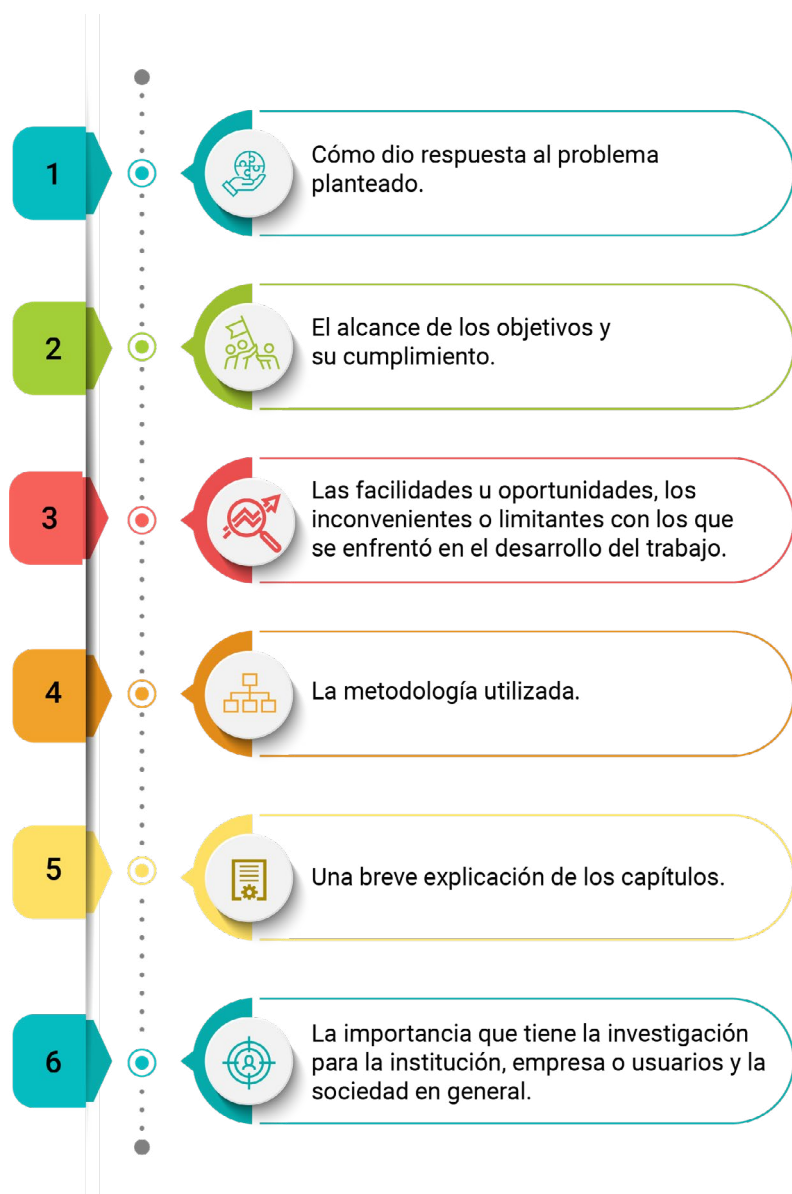 1
Cómo dio respuesta al problema
planteado.
2
El alcance de los objetivos y
su cumplimiento.
3
Las facilidades u oportunidades, los
inconvenientes o limitantes con los que
se enfrentó en el desarrollo del trabajo.
4
La metodología utilizada.
5
Una breve explicación de los capítulos.
6
La importancia que tiene la investigación
para la institución, empresa o usuarios y la
sociedad en general.